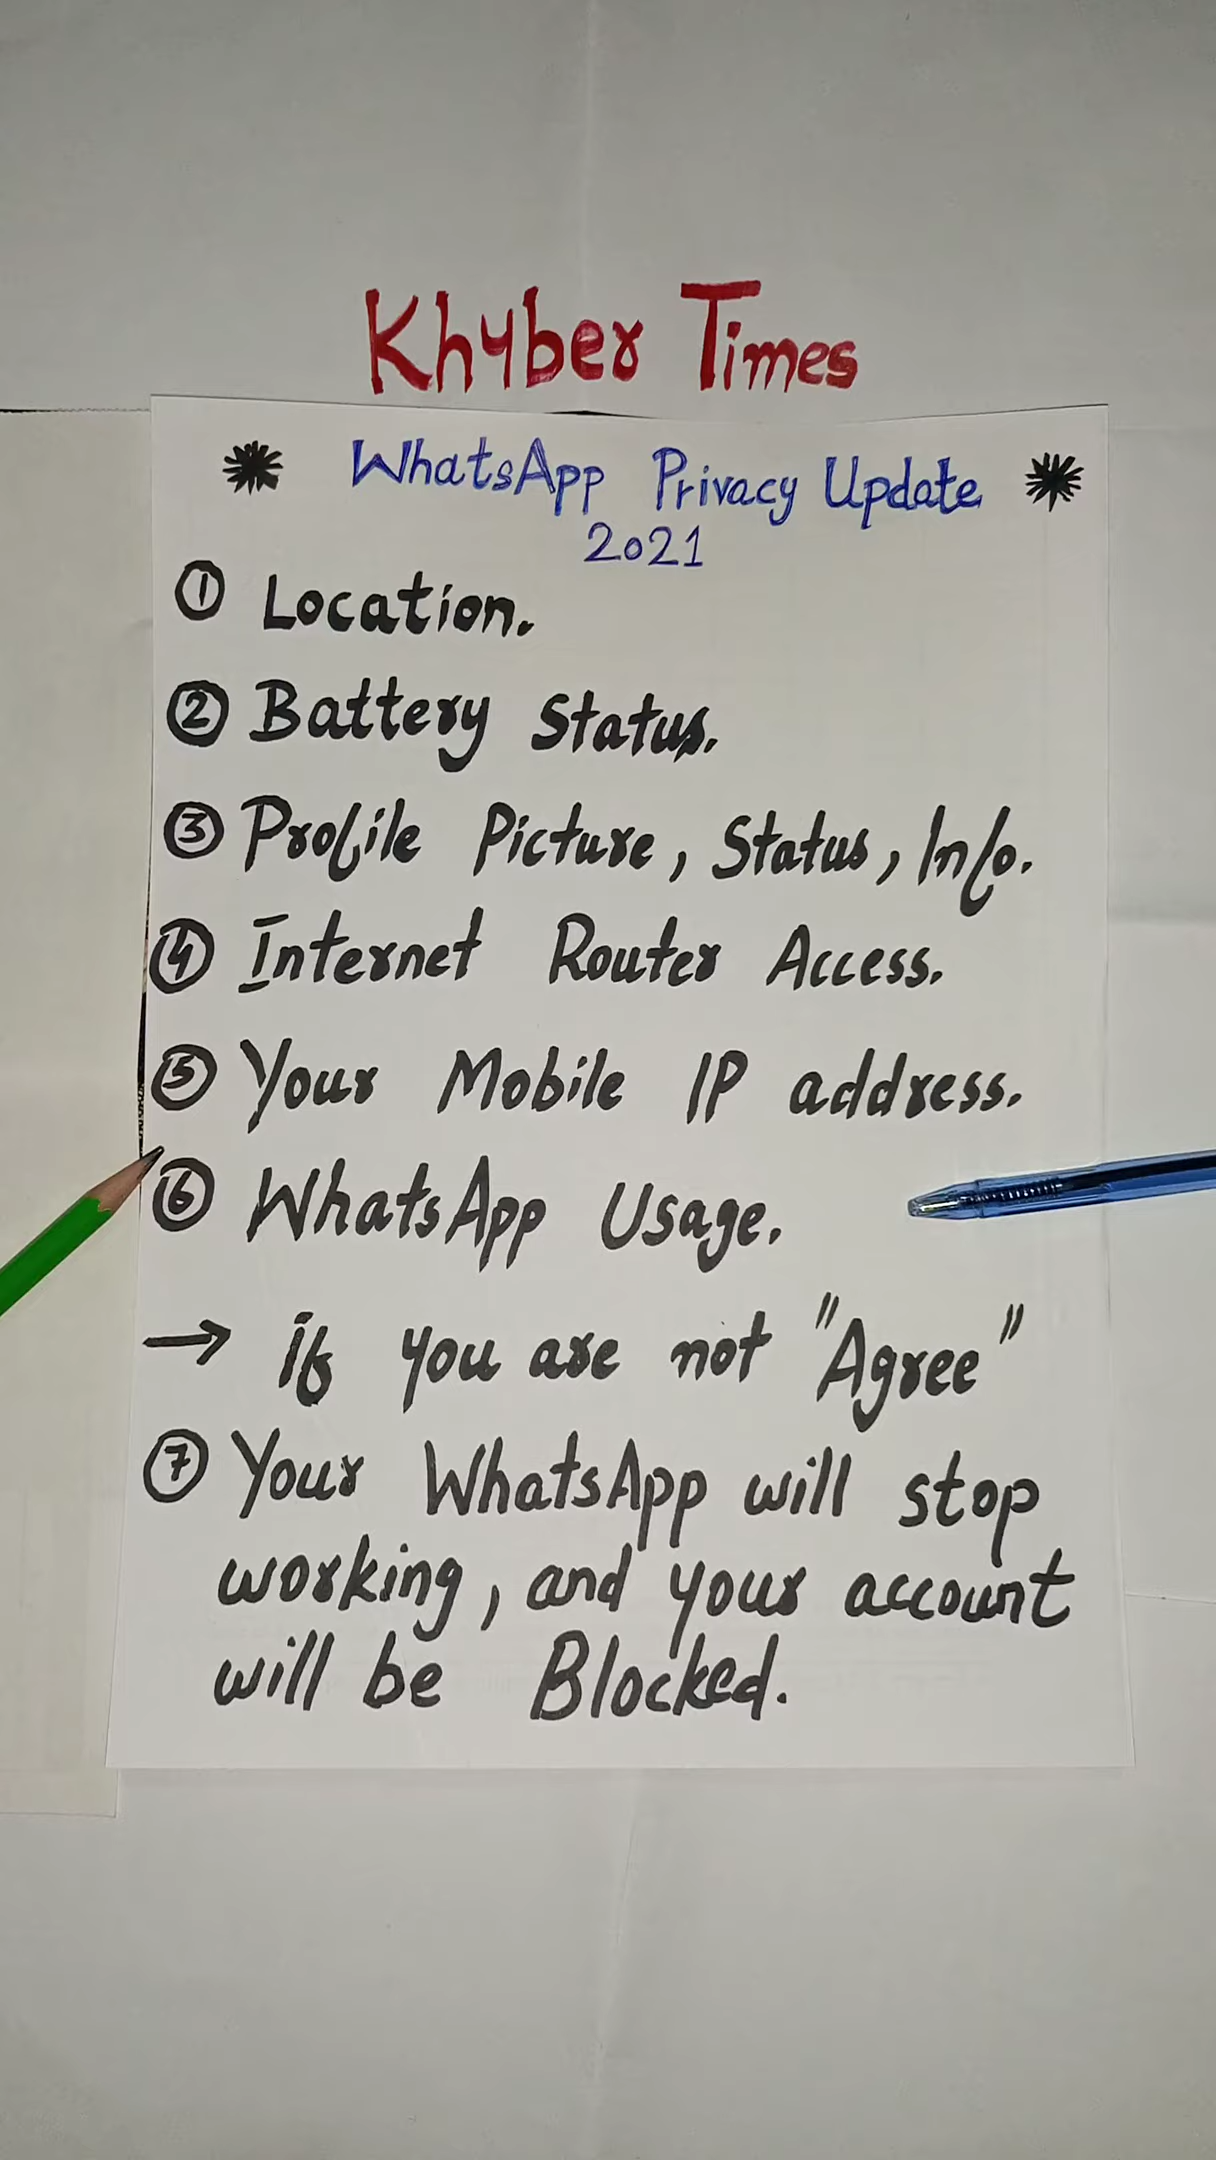 Khyber Times
WhatsApp Privacy Update
2021
① Location.
② Battery Status.
③ Profile Picture, Status, Info.
④ Internet Router Access.
⑤ Your Mobile IP address.
⑥ WhatsApp Usage.
→ if you are not "Agree"
⑦ Your WhatsApp will stop
working, and your account
will be Blocked.